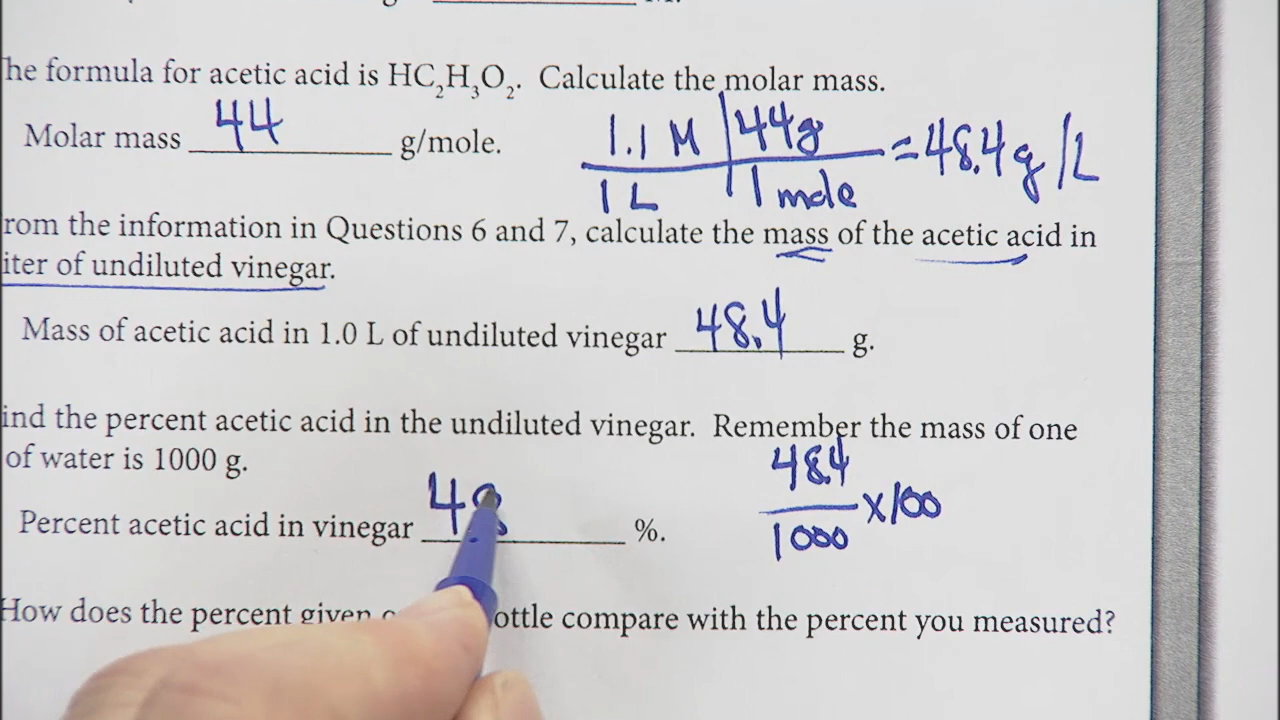 he formula for acetic acid is HC₂H₃O₂. Calculate the molar mass.
Molar mass 44 g/mole.
1.1 M | 44g = 48.4 g/L
1 L | 1 mole
rom the information in Questions 6 and 7, calculate the mass of the acetic acid in
iter of undiluted vinegar.
Mass of acetic acid in 1.0 L of undiluted vinegar 48.4 g.
ind the percent acetic acid in the undiluted vinegar. Remember the mass of one
of water is 1000 g.
48.4
1000 x100
Percent acetic acid in vinegar 4 %.
How does the percent given ottle compare with the percent you measured?